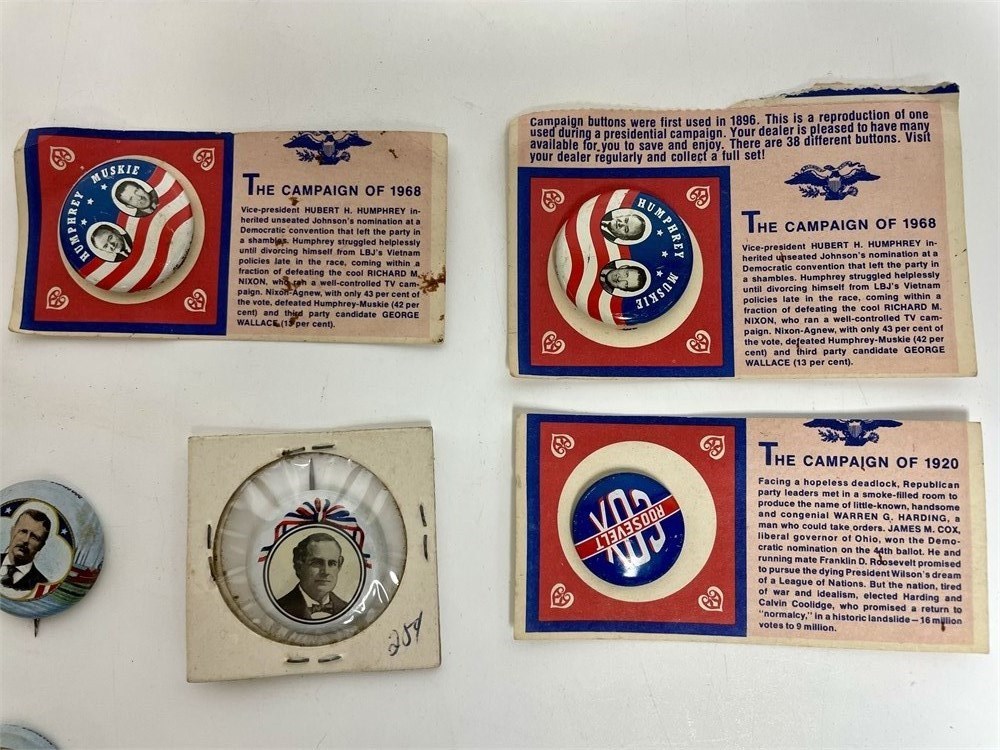 HUMPHREY MUSKIE
THE CAMPAIGN OF 1968
Vice-president HUBERT H. HUMPHREY in-
herited unseated Johnson's nomination at a
Democratic convention that left the party in
a shambles. Humphrey struggled helplessly
until divorcing himself from LBJ's Vietnam
policies late in the race, coming within a
fraction of defeating the cool RICHARD M.
NIXON, who ran a well-controlled TV cam-
paign. Nixon-Agnew, with only 43 per cent of
the vote, defeated Humphrey-Muskie (42 per
cent) and third party candidate GEORGE
WALLACE (13 per cent).
Campaign buttons were first used in 1896. This is a reproduction of one
used during a presidential campaign. Your dealer is pleased to have many
available for you to save and enjoy. There are 38 different buttons. Visit
your dealer regularly and collect a full set!
HUMPHREY MUSKIE
THE CAMPAIGN OF 1968
Vice-president HUBERT H. HUMPHREY in-
herited unseated Johnson's nomination at a
Democratic convention that left the party in
a shambles. Humphrey struggled helplessly
until divorcing himself from LBJ's Vietnam
policies late in the race, coming within a
fraction of defeating the cool RICHARD M.
NIXON, who ran a well-controlled TV cam-
paign. Nixon-Agnew, with only 43 per cent of
the vote, defeated Humphrey-Muskie (42 per
cent) and third party candidate GEORGE
WALLACE (13 per cent).
COX
ROOSEVELT
THE CAMPAIGN OF 1920
Facing a hopeless deadlock, Republican
party leaders met in a smoke-filled room to
produce the name of little-known, handsome
and congenial WARREN G. HARDING, a
man who could take orders. JAMES M. COX,
liberal governor of Ohio, won the Demo-
cratic nomination on the 44th ballot. He and
running mate Franklin D. Roosevelt promised
to pursue the dying President Wilson's dream
of a League of Nations. But the nation, tired
of war and idealism, elected Harding and
Calvin Coolidge, who promised a return to
"normalcy," in a historic landslide – 16 million
votes to 9 million.
25¢